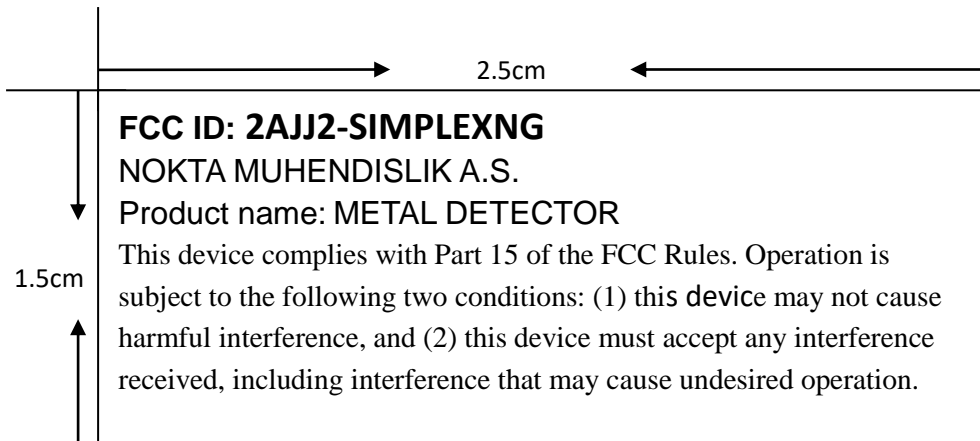 2.5cm
FCC ID: 2AJJ2-SIMPLEXNG
NOKTA MUHENDISLIK A.S.
Product name: METAL DETECTOR
This device complies with Part 15 of the FCC Rules. Operation is
1.5cm
subject to the following two conditions: (1) this device may not cause
harmful interference, and (2) this device must accept any interference
received, including interference that may cause undesired operation.